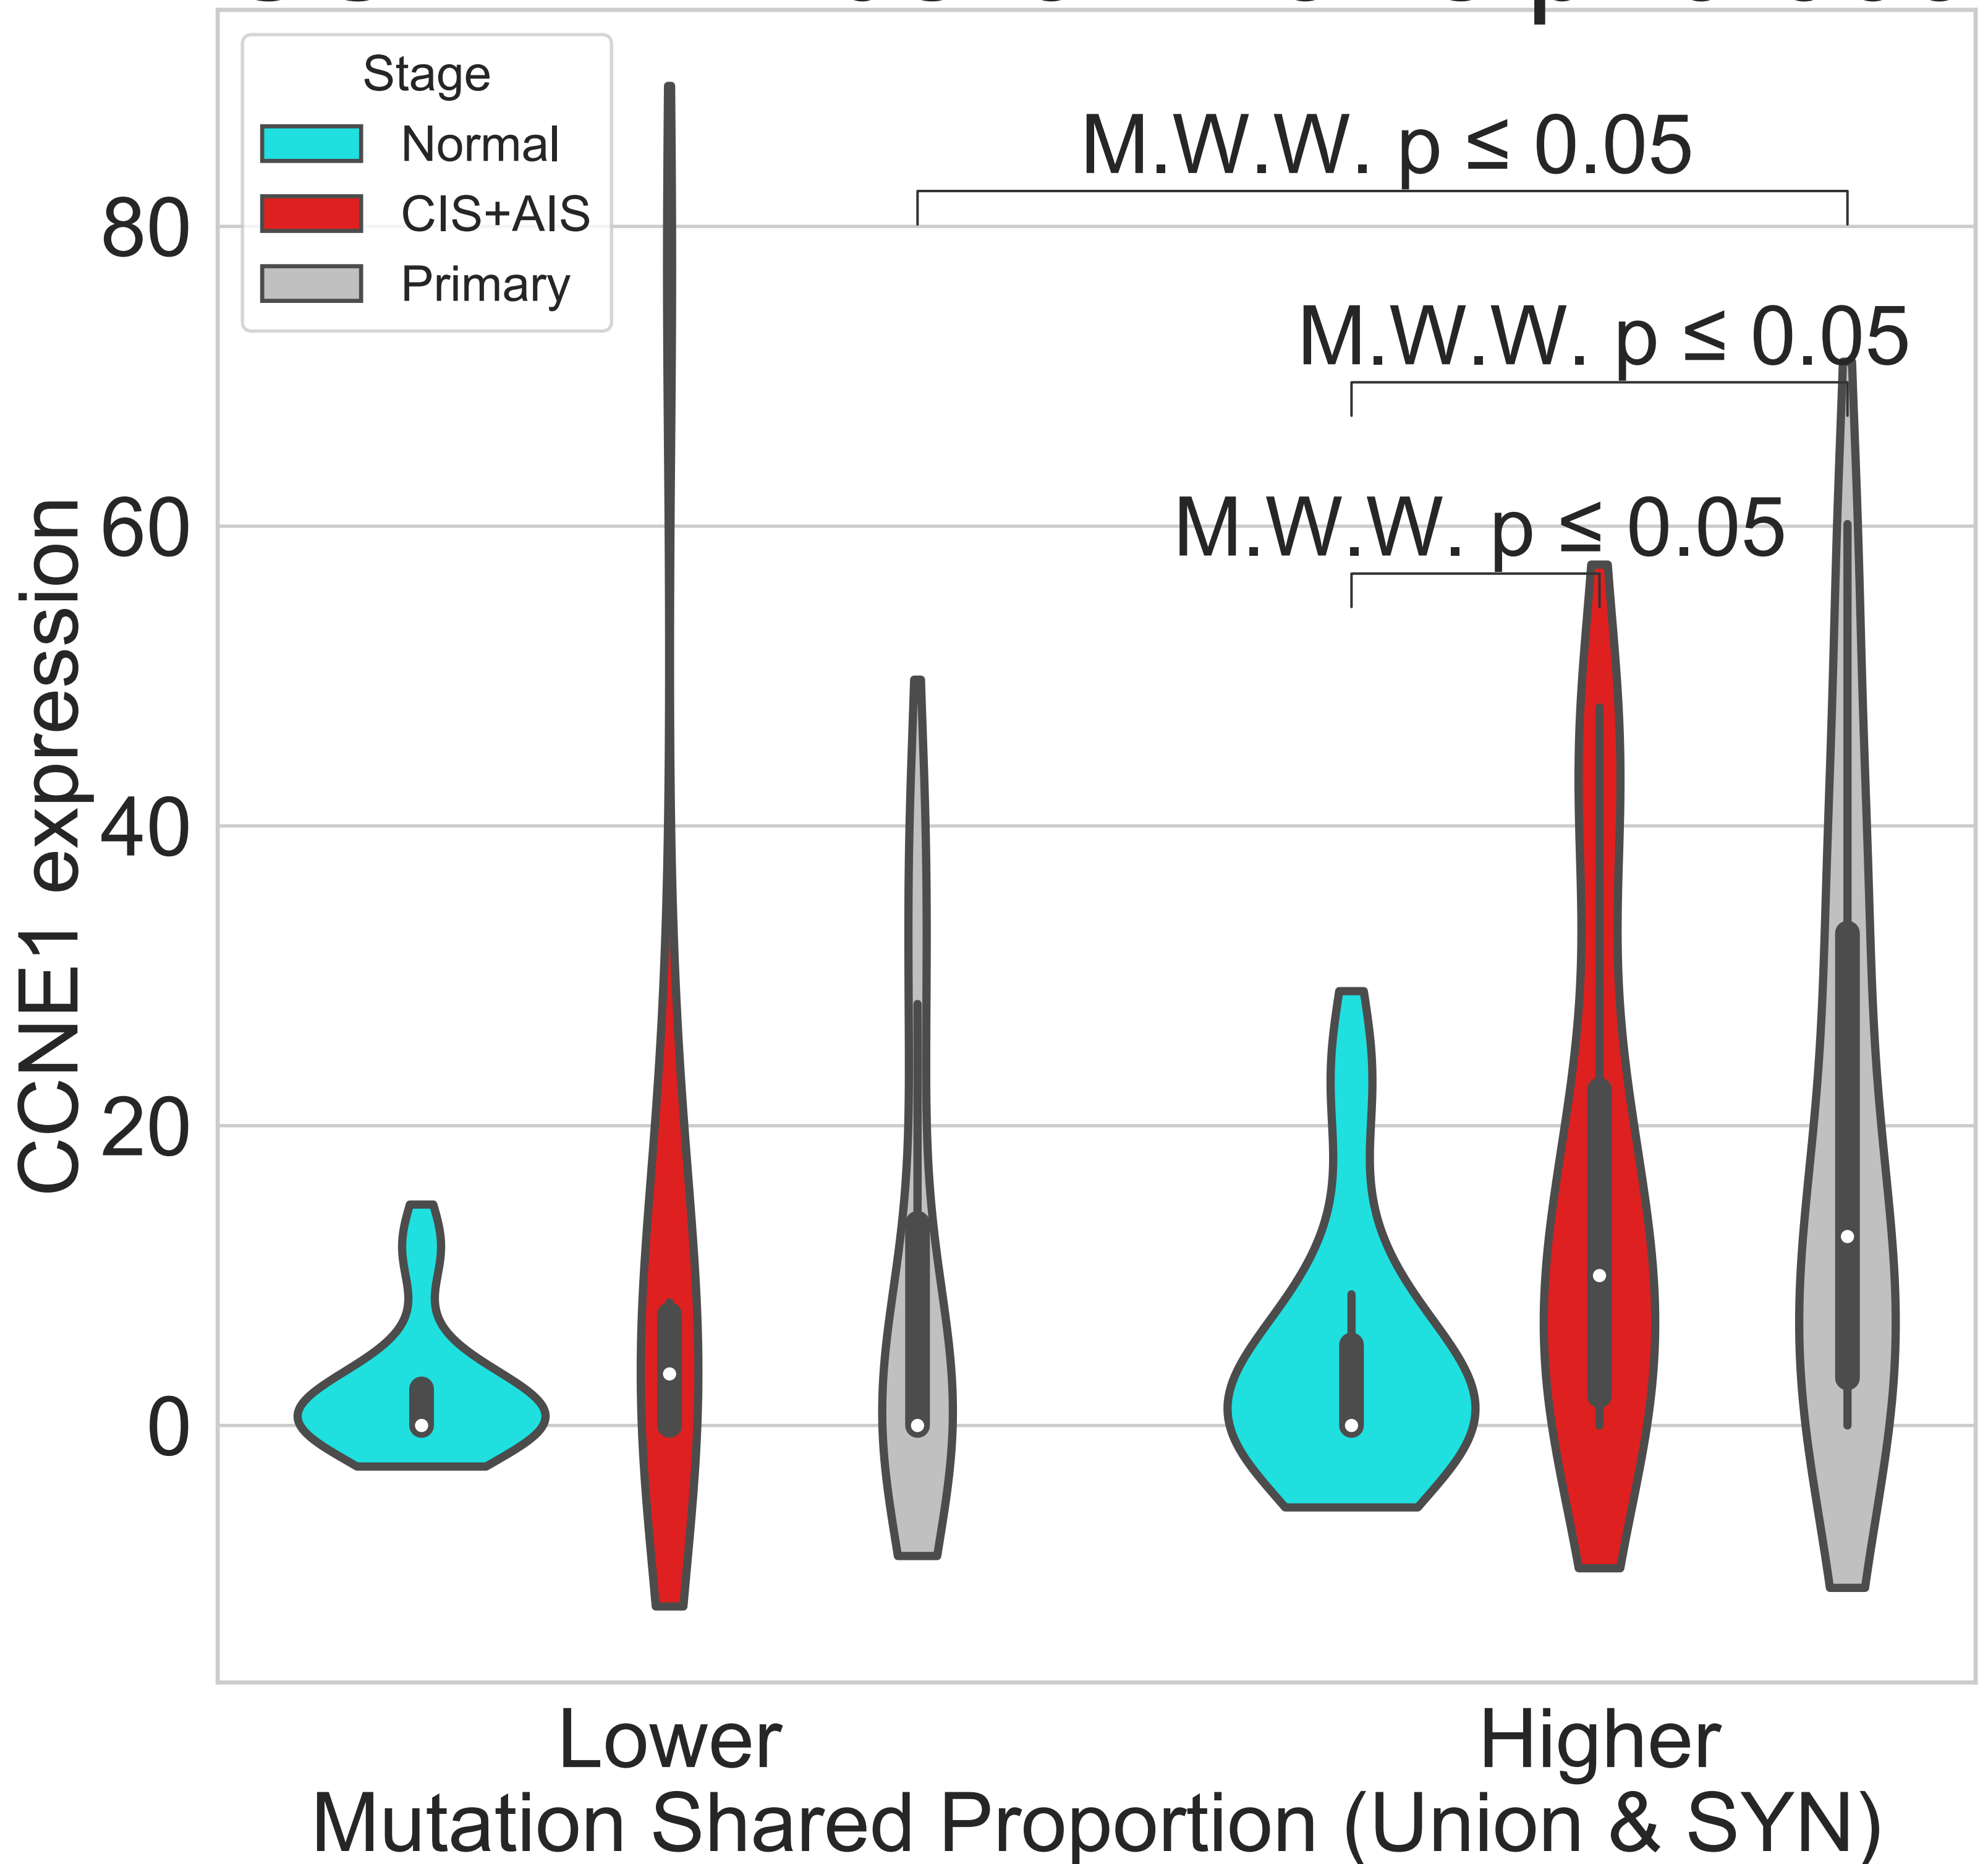 Stage
Normal
CIS+AIS
Primary
M.W.W. p ≤ 0.05
M.W.W. p ≤ 0.05
M.W.W. p ≤ 0.05
80
60
40
20
0
CCNE1 expression
Lower
Higher
Mutation Shared Proportion (Union & SYN)